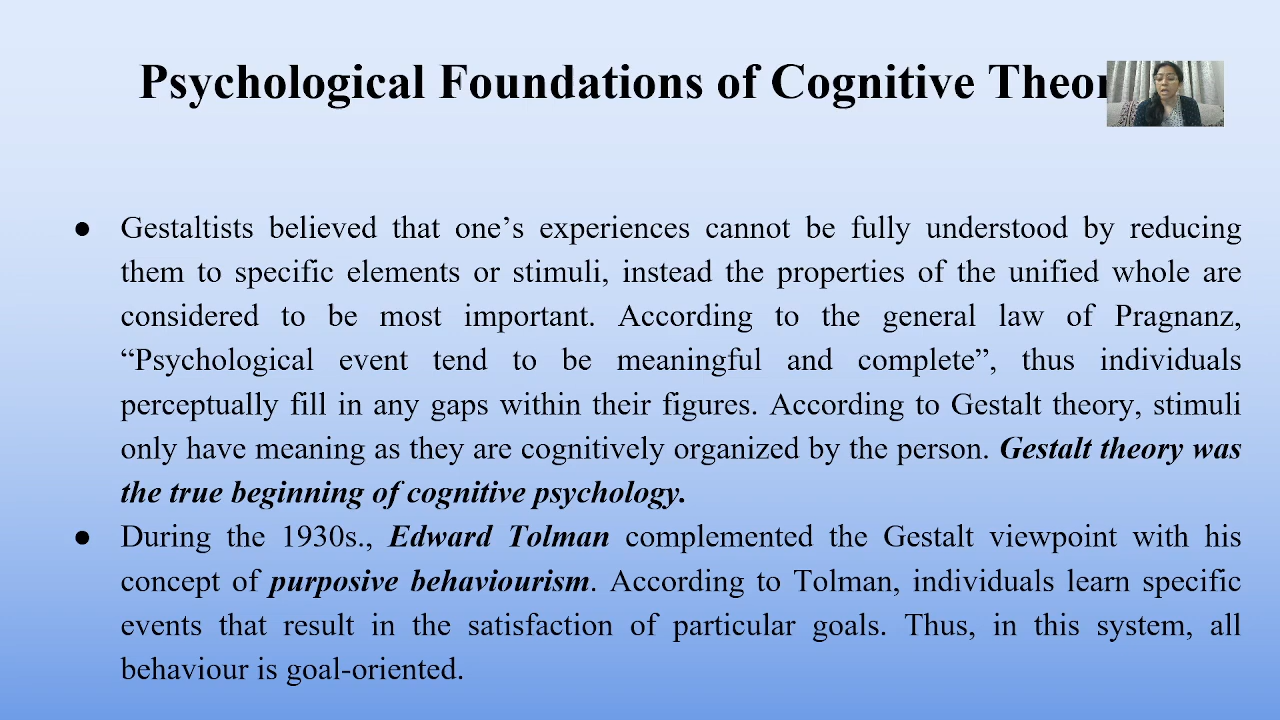 Psychological Foundations of Cognitive Theor
● Gestaltists believed that one’s experiences cannot be fully understood by reducing
them to specific elements or stimuli, instead the properties of the unified whole are
considered to be most important. According to the general law of Pragnanz,
“Psychological event tend to be meaningful and complete”, thus individuals
perceptually fill in any gaps within their figures. According to Gestalt theory, stimuli
only have meaning as they are cognitively organized by the person. Gestalt theory was
the true beginning of cognitive psychology.
● During the 1930s., Edward Tolman complemented the Gestalt viewpoint with his
concept of purposive behaviourism. According to Tolman, individuals learn specific
events that result in the satisfaction of particular goals. Thus, in this system, all
behaviour is goal-oriented.